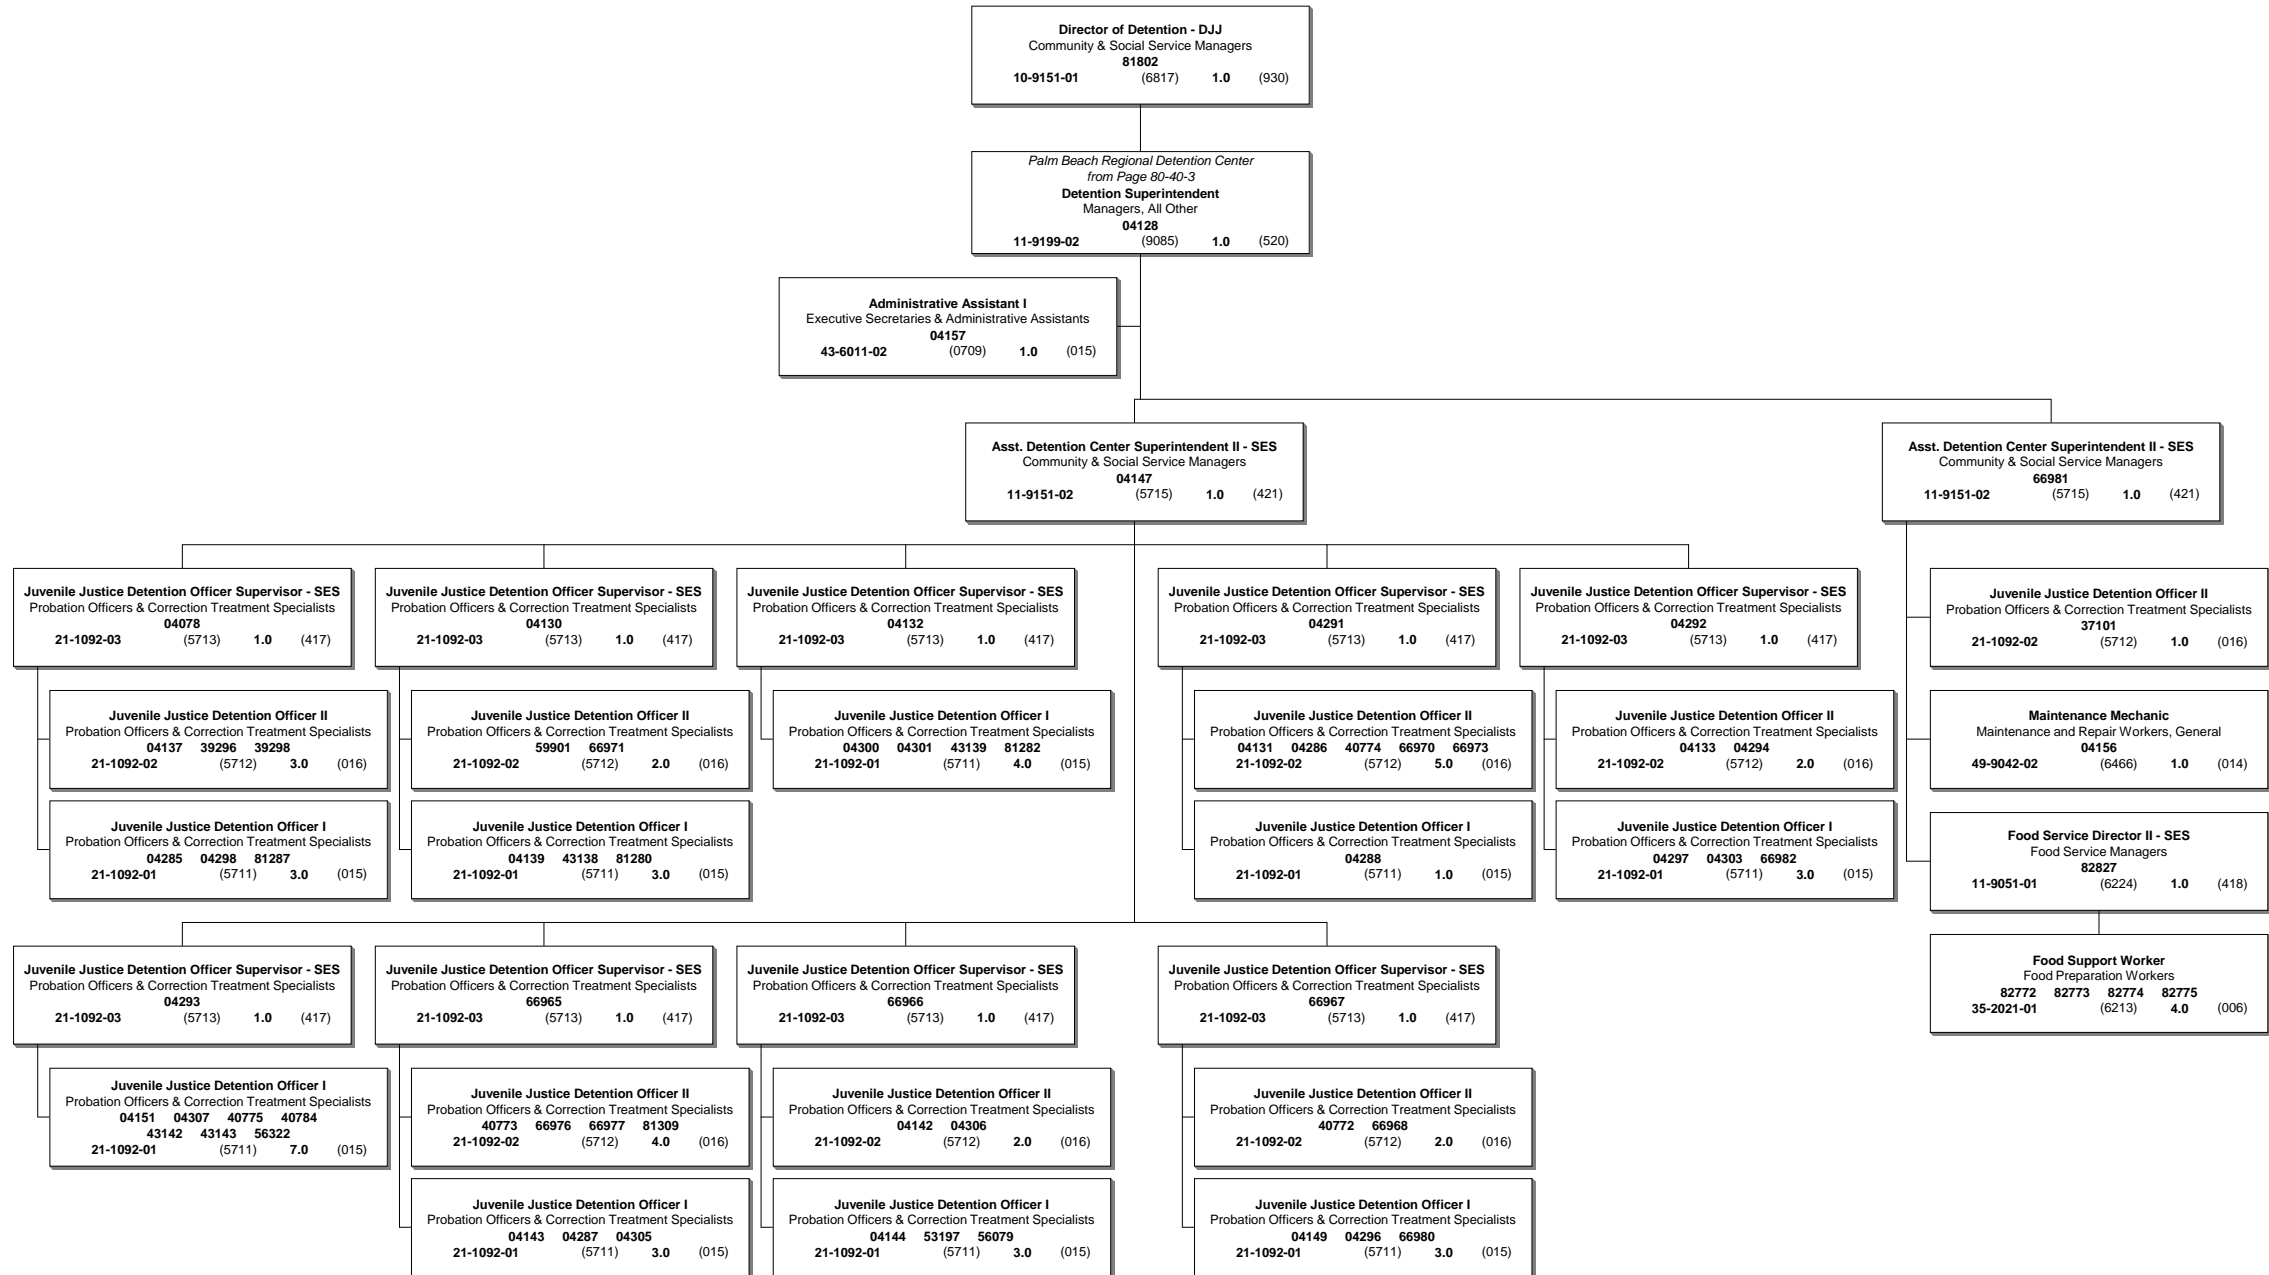 Director of Detention - DJJ
Community & Social Service Managers
81802
10-9151-01 (6817) 1.0 (930)
Palm Beach Regional Detention Center
from Page 80-40-3
Detention Superintendent
Managers, All Other
04128
11-9199-02 (9085) 1.0 (520)
Administrative Assistant I
Executive Secretaries & Administrative Assistants
04157
43-6011-02 (0709) 1.0 (015)
Asst. Detention Center Superintendent II - SES
Community & Social Service Managers
04147
11-9151-02 (5715) 1.0 (421)
Asst. Detention Center Superintendent II - SES
Community & Social Service Managers
66981
11-9151-02 (5715) 1.0 (421)
Juvenile Justice Detention Officer Supervisor - SES
Probation Officers & Correction Treatment Specialists
04078
21-1092-03 (5713) 1.0 (417)
Juvenile Justice Detention Officer II
Probation Officers & Correction Treatment Specialists
04137 39296 39298
21-1092-02 (5712) 3.0 (016)
Juvenile Justice Detention Officer I
Probation Officers & Correction Treatment Specialists
04285 04298 81287
21-1092-01 (5711) 3.0 (015)
Juvenile Justice Detention Officer Supervisor - SES
Probation Officers & Correction Treatment Specialists
04130
21-1092-03 (5713) 1.0 (417)
Juvenile Justice Detention Officer II
Probation Officers & Correction Treatment Specialists
59901 66971
21-1092-02 (5712) 2.0 (016)
Juvenile Justice Detention Officer I
Probation Officers & Correction Treatment Specialists
04139 43138 81280
21-1092-01 (5711) 3.0 (015)
Juvenile Justice Detention Officer Supervisor - SES
Probation Officers & Correction Treatment Specialists
04132
21-1092-03 (5713) 1.0 (417)
Juvenile Justice Detention Officer I
Probation Officers & Correction Treatment Specialists
04300 04301 43139 81282
21-1092-01 (5711) 4.0 (015)
Juvenile Justice Detention Officer Supervisor - SES
Probation Officers & Correction Treatment Specialists
04291
21-1092-03 (5713) 1.0 (417)
Juvenile Justice Detention Officer II
Probation Officers & Correction Treatment Specialists
04131 04286 40774 66970 66973
21-1092-02 (5712) 5.0 (016)
Juvenile Justice Detention Officer I
Probation Officers & Correction Treatment Specialists
04288
21-1092-01 (5711) 1.0 (015)
Juvenile Justice Detention Officer Supervisor - SES
Probation Officers & Correction Treatment Specialists
04292
21-1092-03 (5713) 1.0 (417)
Juvenile Justice Detention Officer II
Probation Officers & Correction Treatment Specialists
04133 04294
21-1092-02 (5712) 2.0 (016)
Juvenile Justice Detention Officer I
Probation Officers & Correction Treatment Specialists
04297 04303 66982
21-1092-01 (5711) 3.0 (015)
Juvenile Justice Detention Officer II
Probation Officers & Correction Treatment Specialists
37101
21-1092-02 (5712) 1.0 (016)
Maintenance Mechanic
Maintenance and Repair Workers, General
04156
49-9042-02 (6466) 1.0 (014)
Food Service Director II - SES
Food Service Managers
82827
11-9051-01 (6224) 1.0 (418)
Food Support Worker
Food Preparation Workers
82772 82773 82774 82775
35-2021-01 (6213) 4.0 (006)
Juvenile Justice Detention Officer Supervisor - SES
Probation Officers & Correction Treatment Specialists
04293
21-1092-03 (5713) 1.0 (417)
Juvenile Justice Detention Officer I
Probation Officers & Correction Treatment Specialists
04151 04307 40775 40784
43142 43143 56322
21-1092-01 (5711) 7.0 (015)
Juvenile Justice Detention Officer Supervisor - SES
Probation Officers & Correction Treatment Specialists
66965
21-1092-03 (5713) 1.0 (417)
Juvenile Justice Detention Officer II
Probation Officers & Correction Treatment Specialists
40773 66976 66977 81309
21-1092-02 (5712) 4.0 (016)
Juvenile Justice Detention Officer I
Probation Officers & Correction Treatment Specialists
04143 04287 04305
21-1092-01 (5711) 3.0 (015)
Juvenile Justice Detention Officer Supervisor - SES
Probation Officers & Correction Treatment Specialists
66966
21-1092-03 (5713) 1.0 (417)
Juvenile Justice Detention Officer II
Probation Officers & Correction Treatment Specialists
04142 04306
21-1092-02 (5712) 2.0 (016)
Juvenile Justice Detention Officer I
Probation Officers & Correction Treatment Specialists
04144 53197 56079
21-1092-01 (5711) 3.0 (015)
Juvenile Justice Detention Officer Supervisor - SES
Probation Officers & Correction Treatment Specialists
66967
21-1092-03 (5713) 1.0 (417)
Juvenile Justice Detention Officer II
Probation Officers & Correction Treatment Specialists
40772 66968
21-1092-02 (5712) 2.0 (016)
Juvenile Justice Detention Officer I
Probation Officers & Correction Treatment Specialists
04149 04296 66980
21-1092-01 (5711) 3.0 (015)